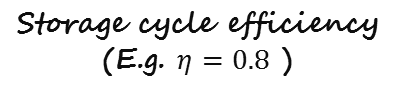 Storage cycle efficiency
(E.g. η = 0.8 )